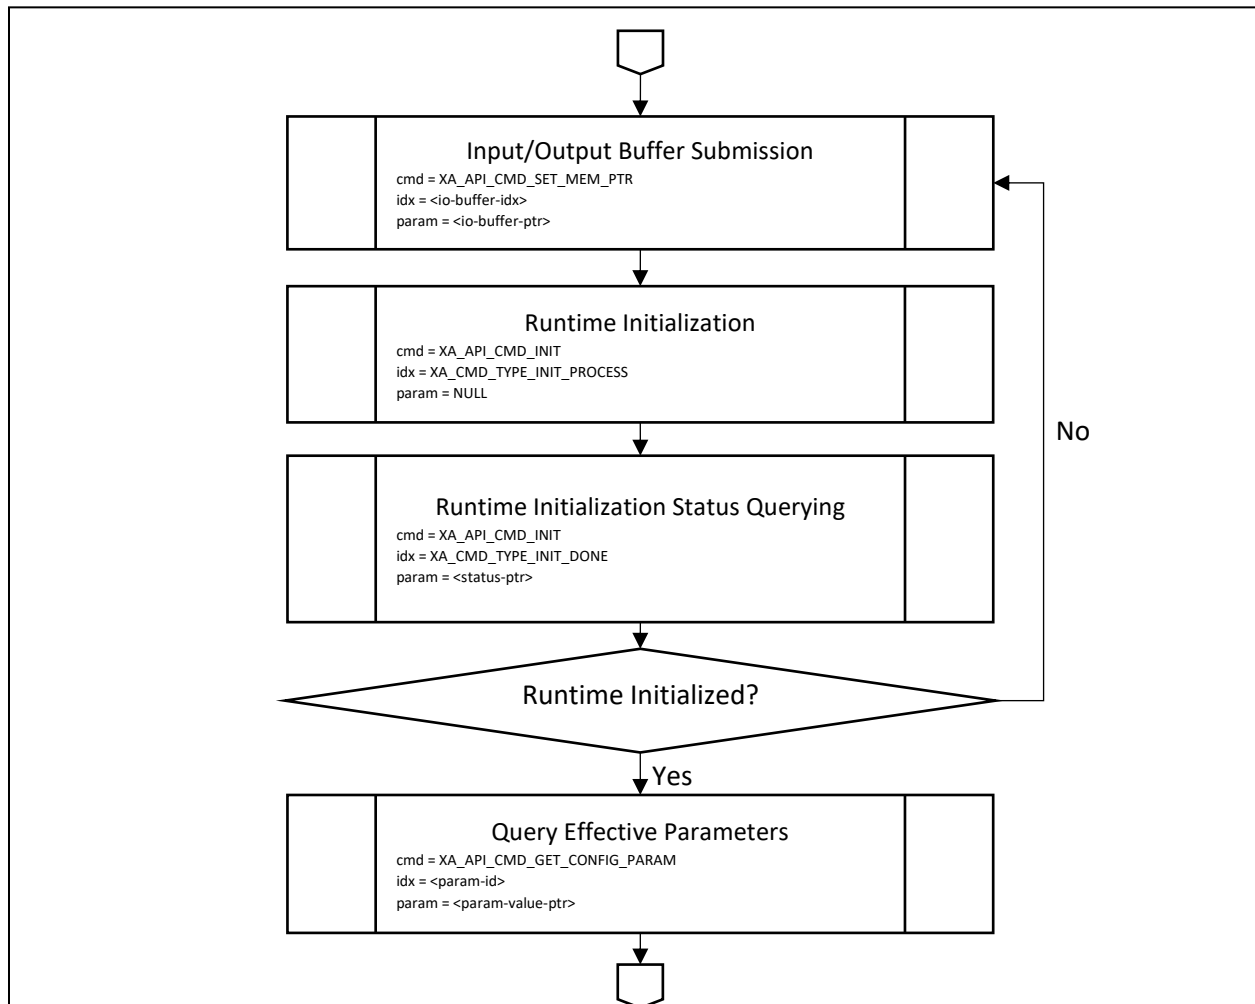 Input/Output Buffer Submission
cmd = XA_API_CMD_SET_MEM_PTR
idx = <io-buffer-idx>
param = <io-buffer-ptr>
Runtime Initialization
cmd = XA_API_CMD_INIT
idx = XA_CMD_TYPE_INIT_PROCESS
param = NULL
No
Runtime Initialization Status Querying
cmd = XA_API_CMD_INIT
idx = XA_CMD_TYPE_INIT_DONE
param = <status-ptr>
Runtime Initialized?
Yes
Query Effective Parameters
cmd = XA_API_CMD_GET_CONFIG_PARAM
idx = <param-id>
param = <param-value-ptr>